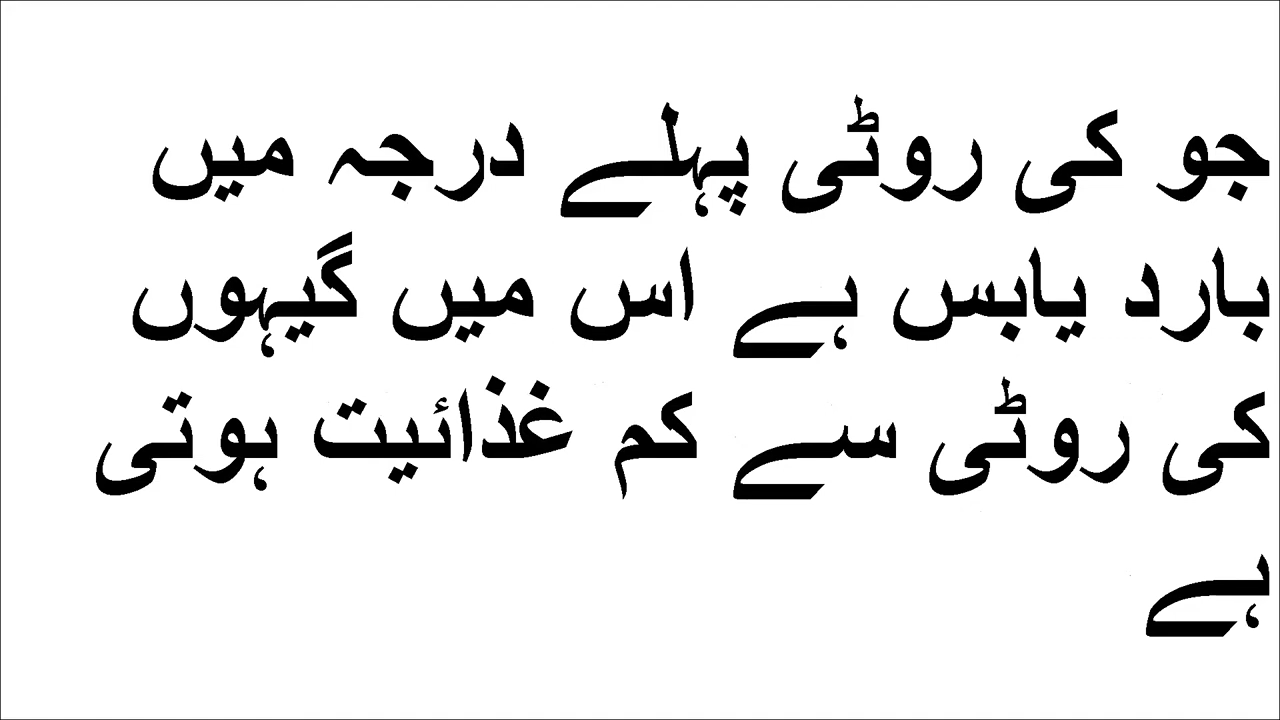 جو کی روٹی پہلے درجہ میں
بارد یابس ہے اس میں گیہوں
کی روٹی سے کم غذائیت ہوتی
ہے